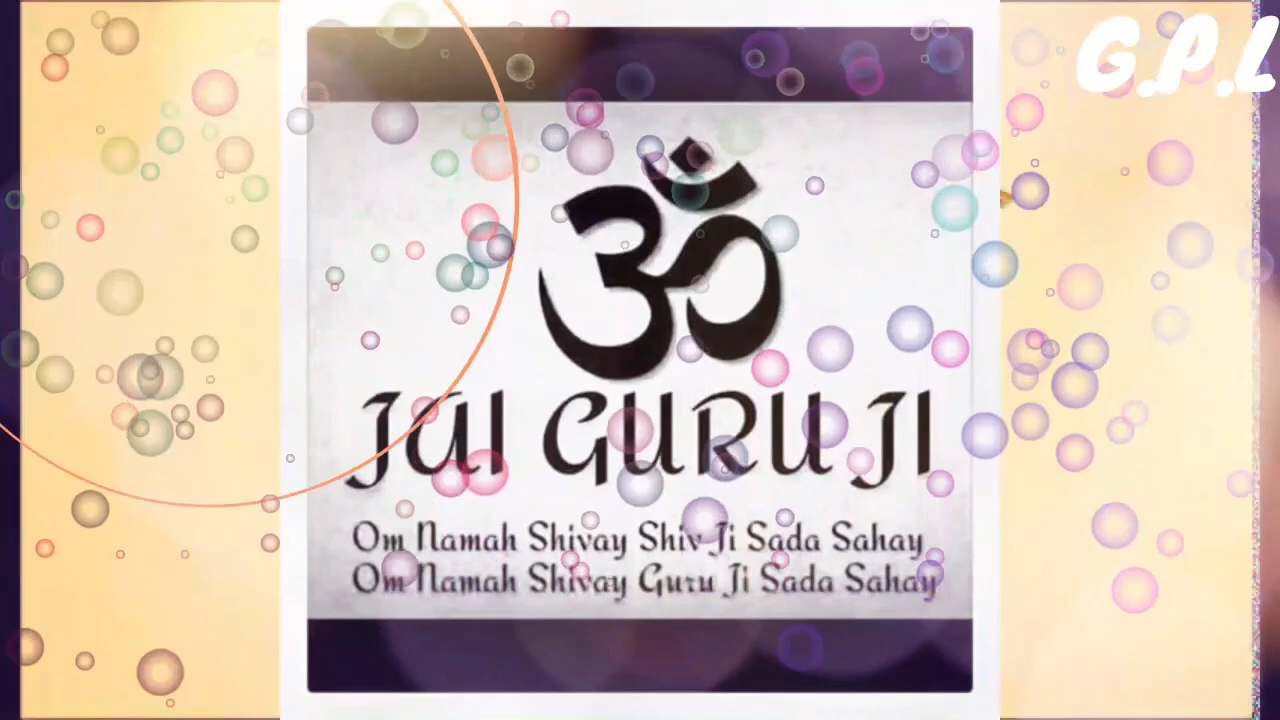 G.P.L
ॐ
JAI GURU JI
Om Namah Shivay Shiv Ji Sada Sahay
Om Namah Shivay Guru Ji Sada Sahay